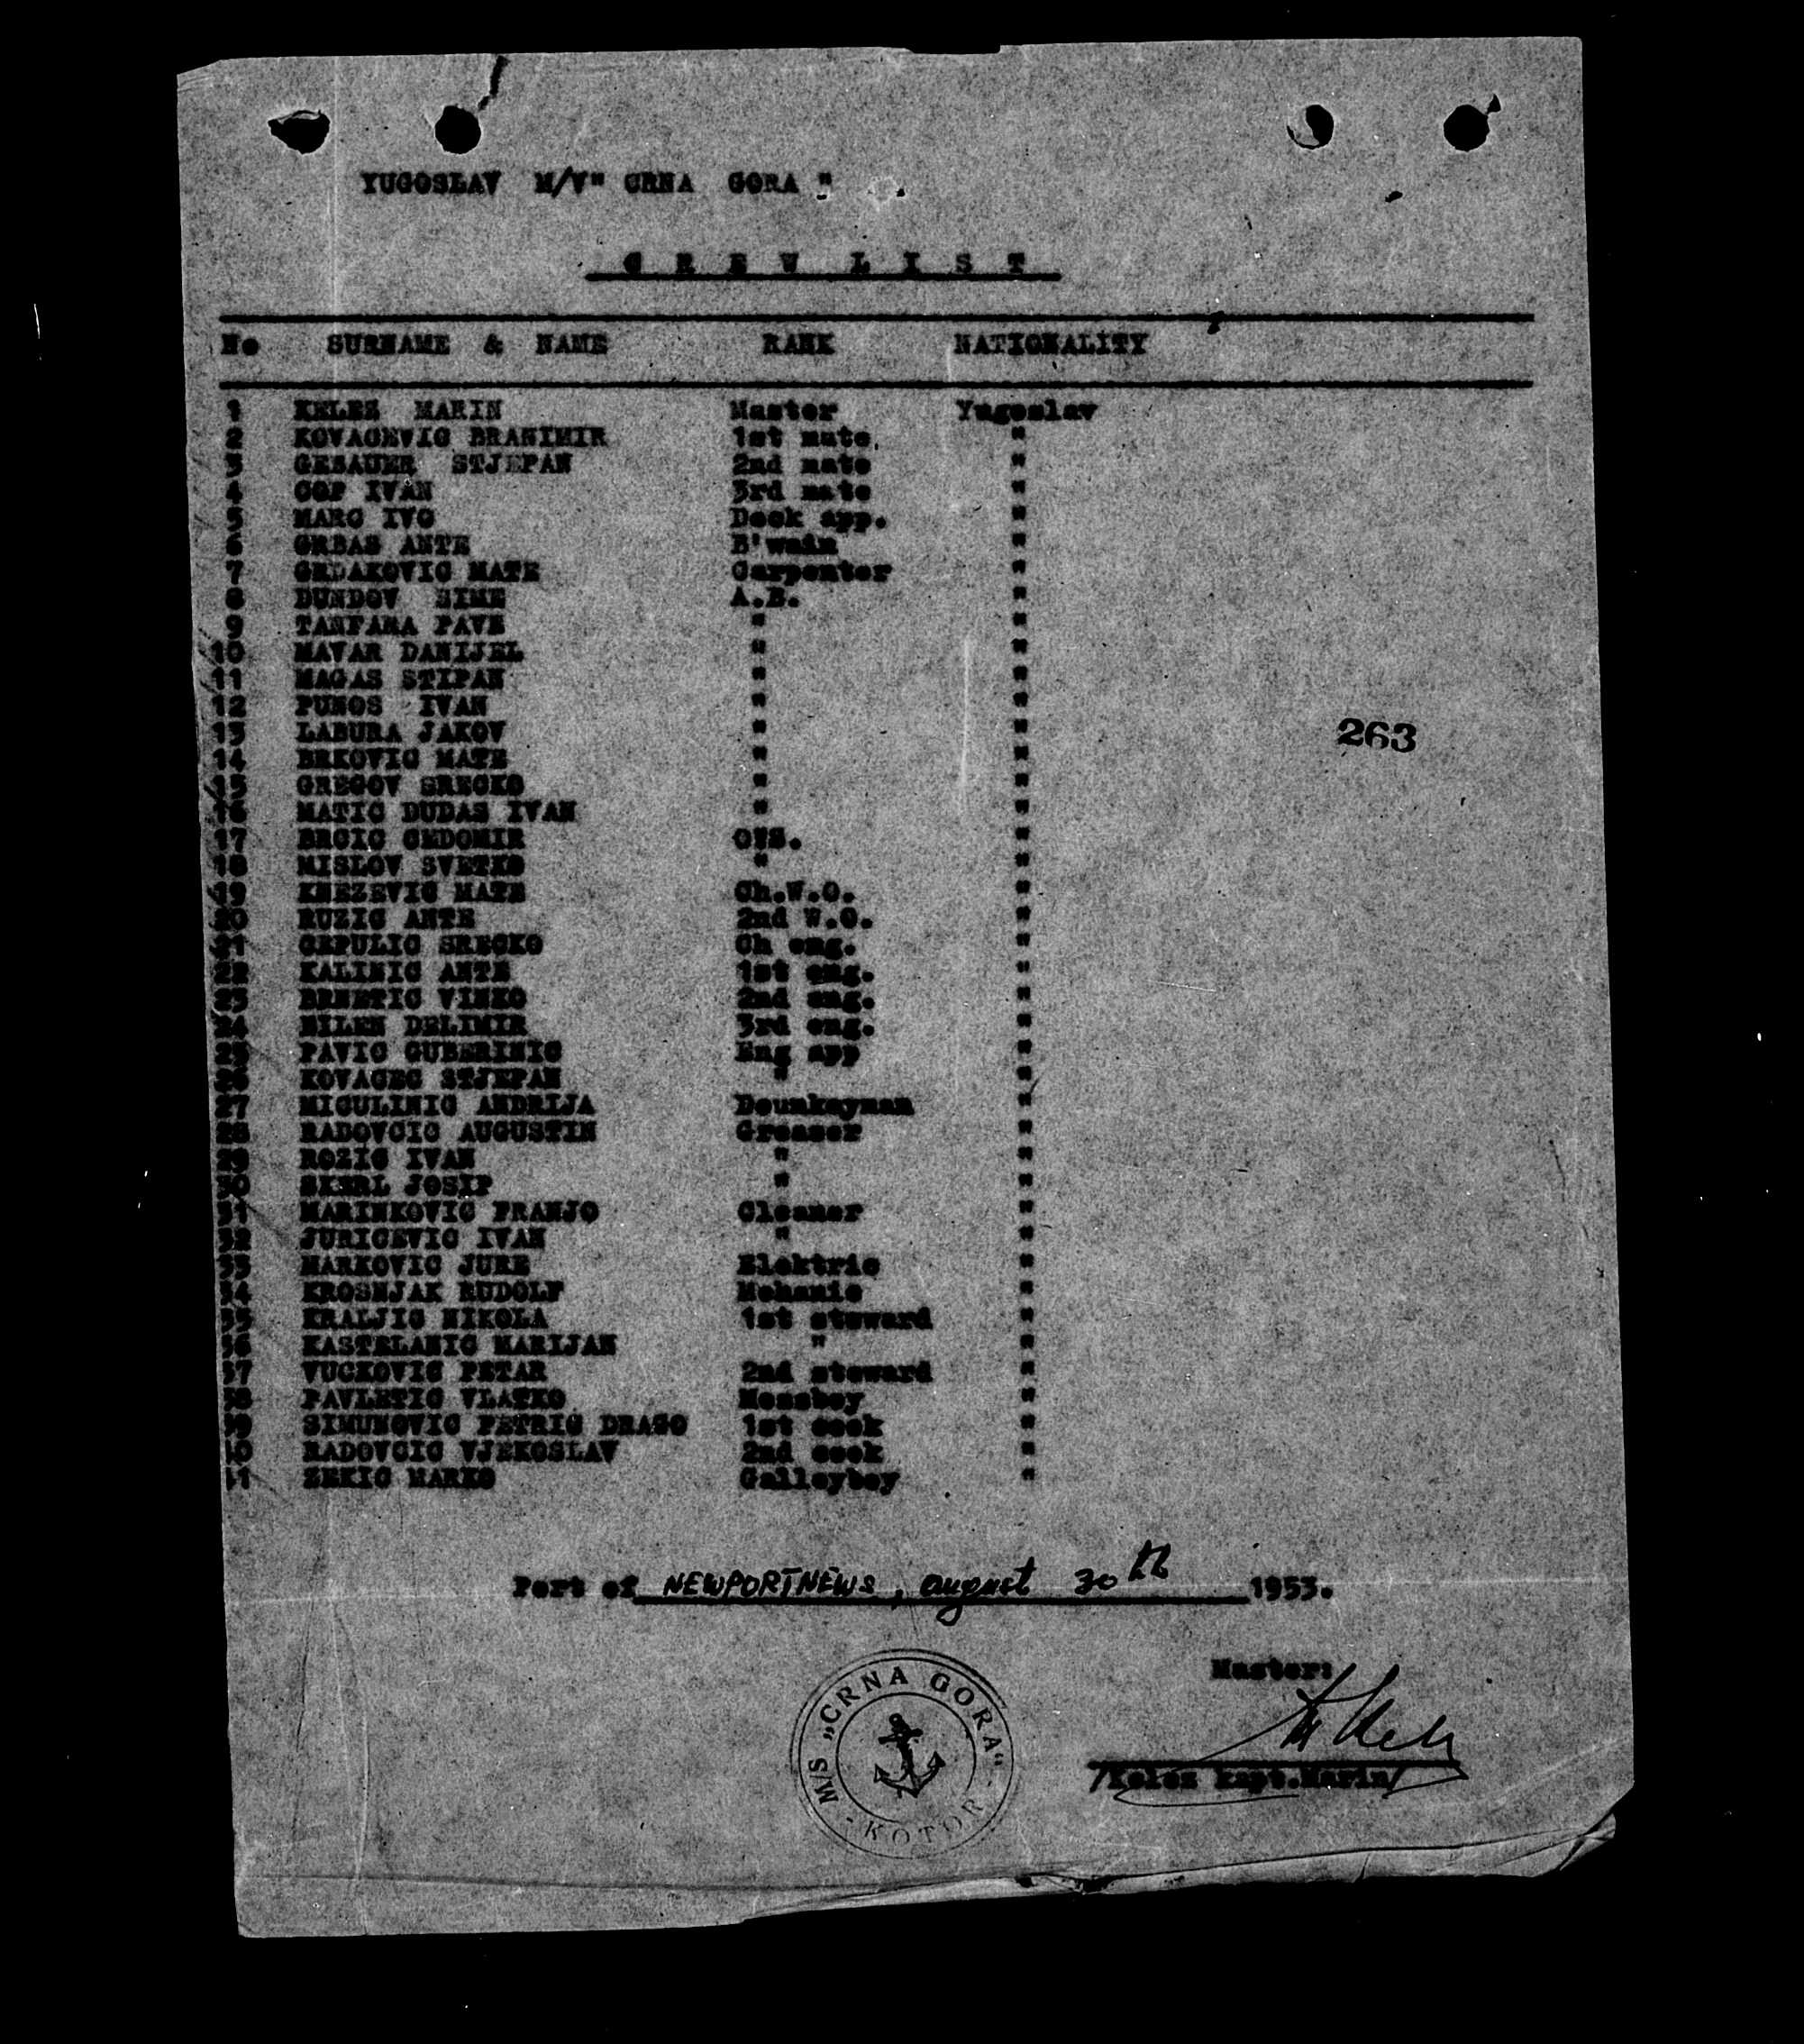 YUGOSLAV M/V" CRNA GORA "
C R E W L I S T
No SURNAME & NAME RANK NATIONALITY
1 KELEZ MARIN Master Yugoslav
2 KOVACEVIC BRANIMIR 1st mate "
3 GESAUER STJEPAN 2nd mate "
4 COP IVAN 3rd mate "
5 MARC IVO Deck app. "
6 GRBAS ANTE B'wain "
7 GRDAKOVIC MATE Carpenter "
8 DUNDOV SIME A.B. "
9 TANFARA PAVE " "
10 MAVAR DANIJEL " "
11 MAGAS STIPAN " "
12 PUNOS IVAN " "
13 LABURA JAKOV " "
14 BRKOVIC MATE " "
15 GREGOV SRECKO " "
16 MATIC DUDAS IVAN " "
17 BRCIC CEDOMIR "
18 MISLOV SVETKO " "
19 KNEZEVIC MATE Ch.W.O. "
20 RUZIC ANTE 2nd W.O. "
21 CEPULIC SRECKO Ch eng. "
22 KALINIC ANTE 1st eng. "
23 BRNETIC VINKO 2nd eng. "
24 BILEN DELIMIR 3rd eng. "
25 PAVIC GUBERINIC Eng app "
26 KOVACEC STJEPAN " "
27 MICULINIC ANDRIJA Dounkeyman "
28 RADOVCIC AUGUSTIN Greaser "
29 ROZIC IVAN " "
30 SKERL JOSIP " "
31 MARINKOVIC FRANJO Cleaner "
32 JURICEVIC IVAN " "
33 MARKOVIC JURE Elektric "
34 KROSNJAK RUDOLF Mehanic "
35 KRALJIC NIKOLA 1st steward "
36 KASTELANIC MARIJAN " "
37 VUCKOVIC PETAR 2nd steward "
38 PAVLETIC VLATKO Messboy "
39 SIMUNOVIC PETRIC DRAGO 1st cook "
40 RADOVCIC VJEKOSLAV 2nd cook "
41 ZEKIC MARKO Galleyboy "
263
Port of NEWPORTNEWS, august 30th 1953.
Master:
/Kelez kapt.Marin/
M/S „CRNA GORA"
- KOTOR -